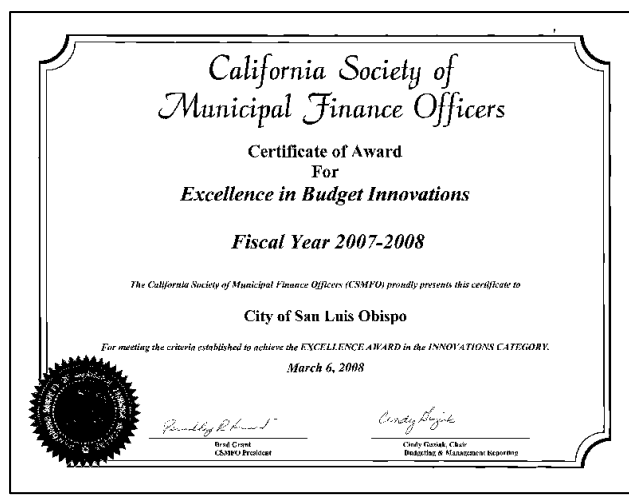 California Society of
Municipal Finance Officers
Certificate of Award
For
Excellence in Budget Innovations
Fiscal Year 2007-2008
The California Society of Municipal Finance Officers (CSMFO) proudly presents this certificate to
City of San Luis Obispo
For meeting the criteria established to achieve the EXCELLENCE AWARD in the INNOVATIONS CATEGORY.
March 6, 2008
Brad Grant
CSMFO President
Cindy Chair
Budgeting & Management Reporting